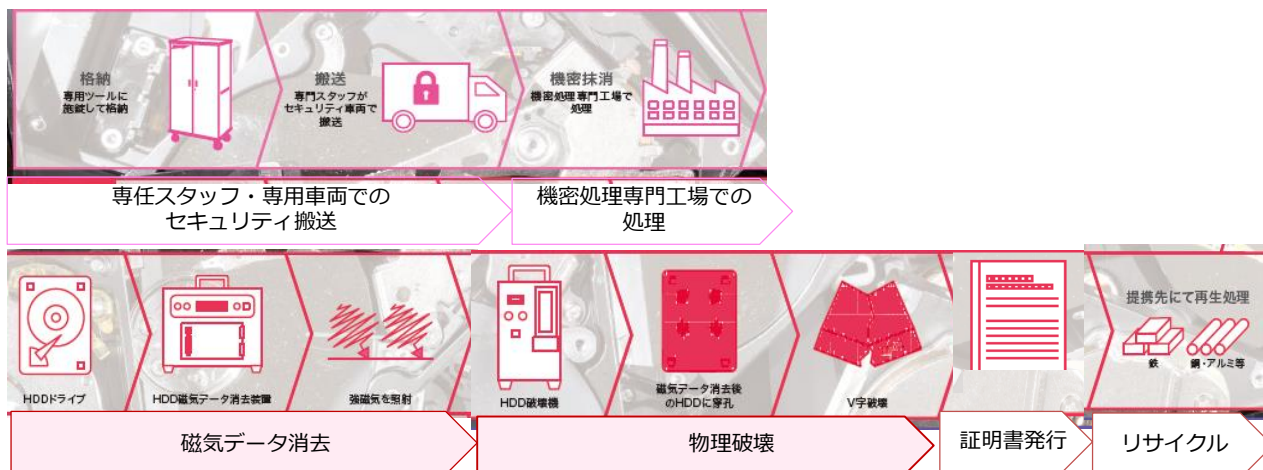 格納
専用ツールに
施錠して格納
搬送
専門スタッフが
セキュリティ車両で
搬送
機密抹消
機密処理専門工場で
処理
専任スタッフ・専用車両での
セキュリティ搬送
機密処理専門工場での
処理
HDDドライブ
HDD磁気データ消去装置
強磁気を照射
HDD破壊機
磁気データ消去後
のHDDに穿孔
V字破壊
提携先にて再生処理
鉄
銅・アルミ等
磁気データ消去
物理破壊
証明書発行
リサイクル